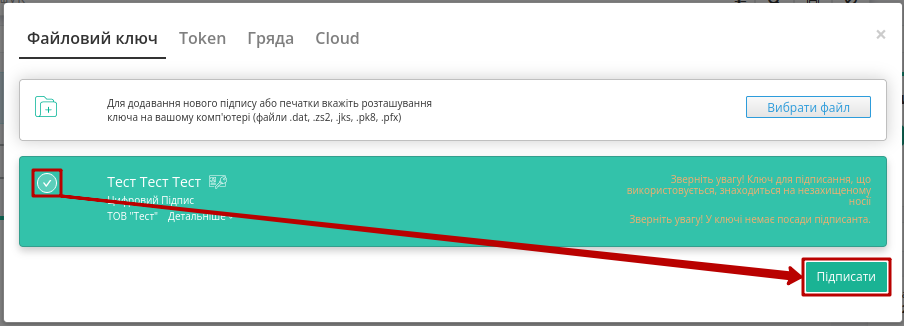 Файловий ключ Token Гряда Cloud ×
Для додавання нового підпису або печатки вкажіть розташування
ключа на вашому комп'ютері (файли .dat, .zs2, .jks, .pk8, .pfx)
Вибрати файл
Тест Тест Тест
Цифровий Підпис
ТОВ "Тест" Детальніше
Зверніть увагу! Ключ для підписання, що
використовується, знаходиться на незахищеному
носії
Зверніть увагу! У ключі немає посади підписанта.
Підписати